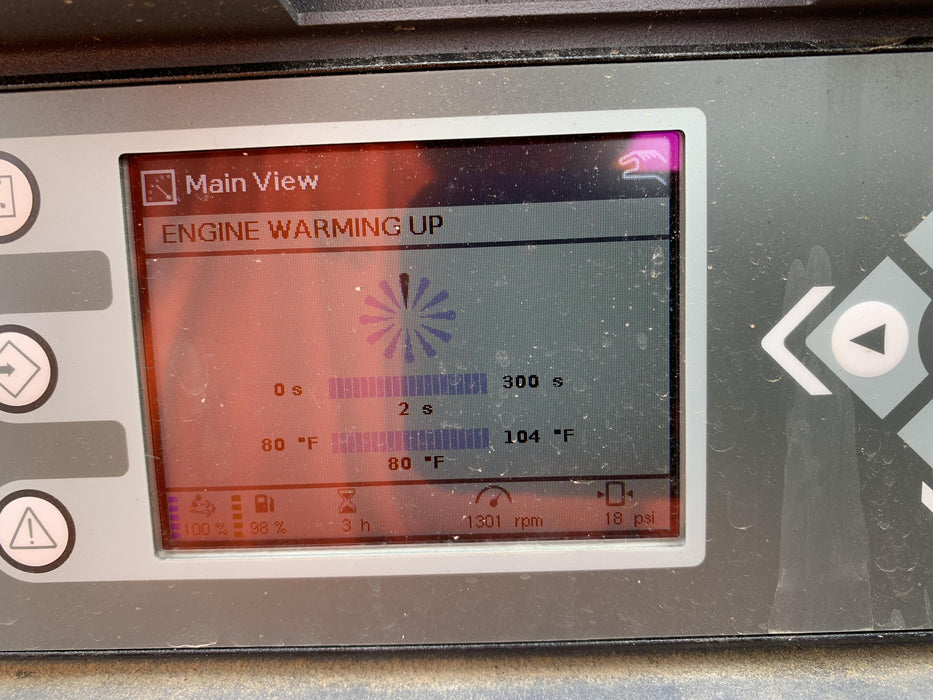 Main View
ENGINE WARMING UP
0 s 300 s
2 s
80 °F 104 °F
80 °F
100 % 98 % 3 h 1301 rpm 18 psi